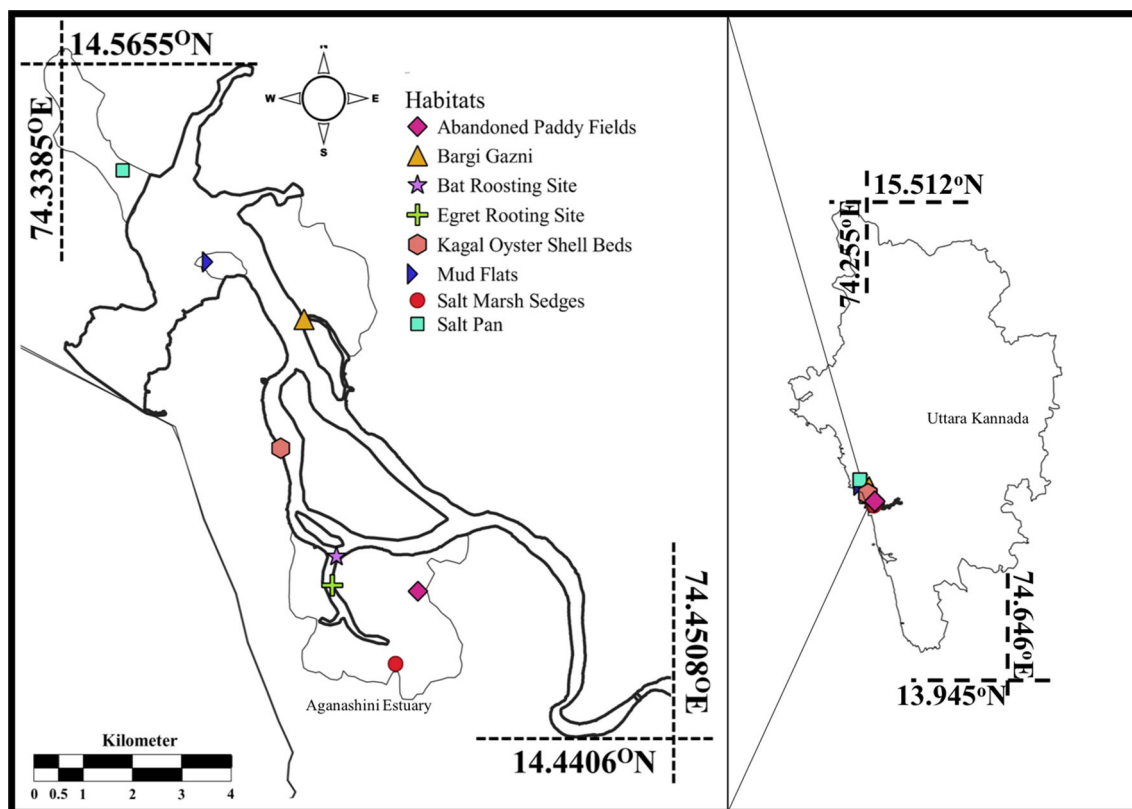 14.5655ᴼN
74.3385ᴼE
W
E
S
Habitats
Abandoned Paddy Fields
Bargi Gazni
Bat Roosting Site
Egret Rooting Site
Kagal Oyster Shell Beds
Mud Flats
Salt Marsh Sedges
Salt Pan
Aganashini Estuary
74.4508ᴼE
14.4406ᴼN
Kilometer
0 0.5 1 2 3 4
15.512ᵒN
74.255ᵒE
Uttara Kannada
74.646ᵒE
13.945ᵒN